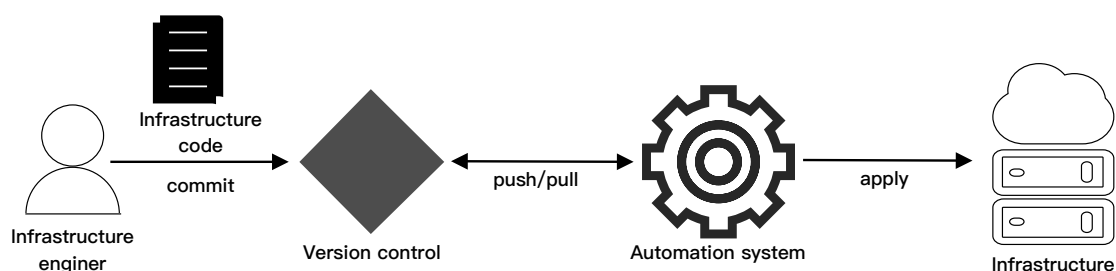 Infrastructure
code
commit
Infrastructure
enginer
Version control
push/pull
Automation system
apply
Infrastructure